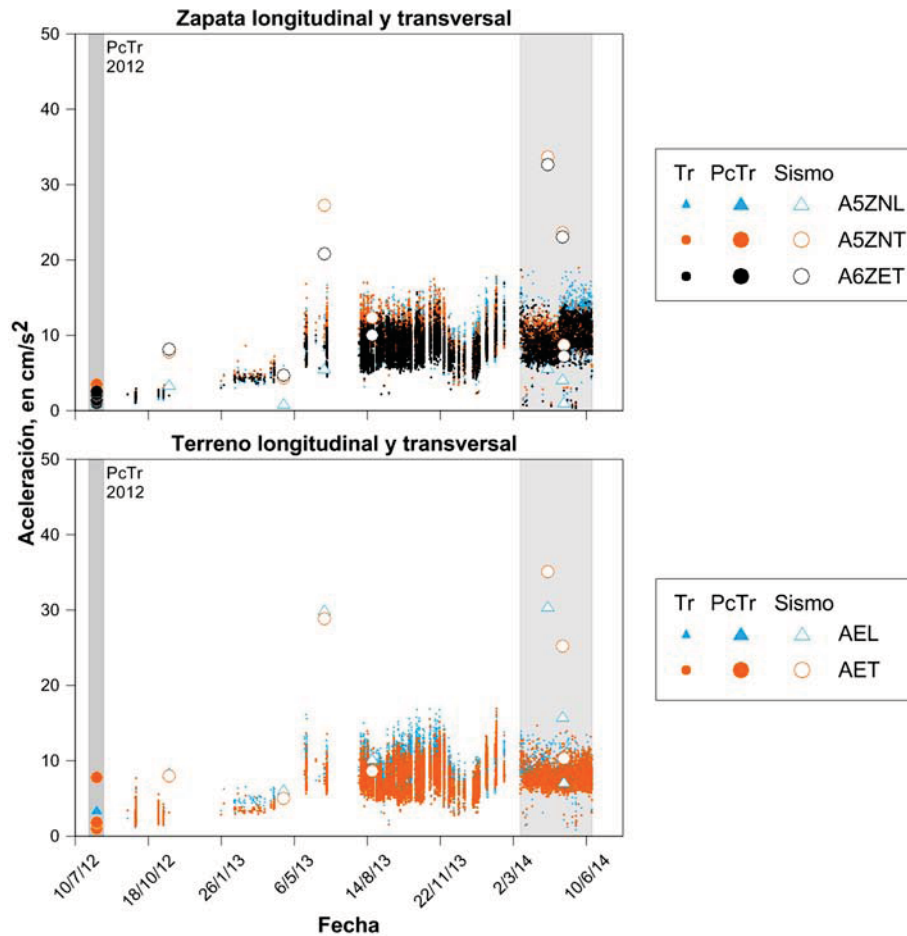 Zapata longitudinal y transversal
50
PcTr
2012
40
30
20
10
0
Tr PcTr Sismo
A5ZNL
A5ZNT
A6ZET
Aceleración, en cm/s²
Terreno longitudinal y transversal
50
PcTr
2012
40
30
20
10
0
Tr PcTr Sismo
AEL
AET
10/7/12 18/10/12 26/1/13 6/5/13 14/8/13 22/11/13 2/3/14 10/6/14
Fecha